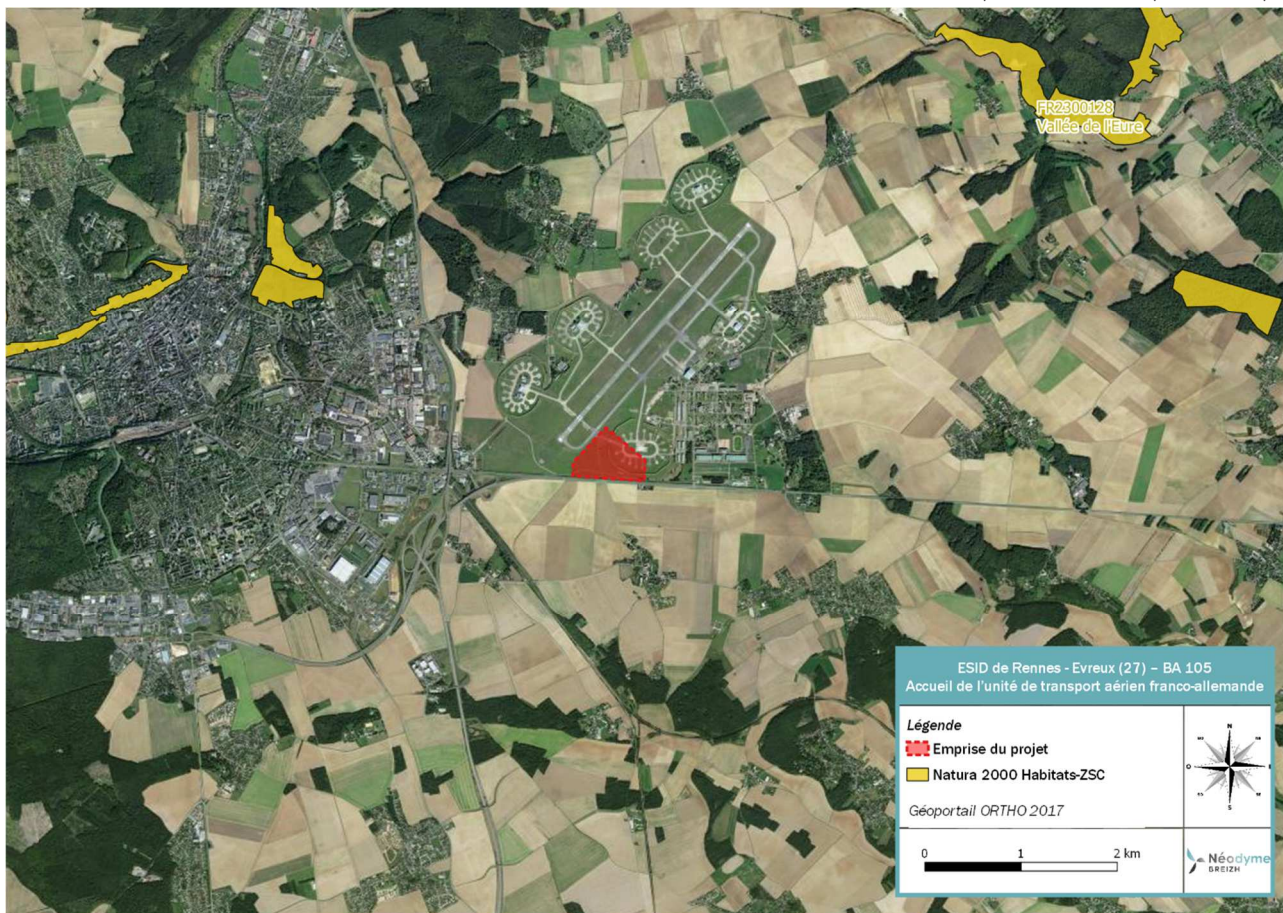 FR2300128
Vallée de l'Eure
ESID de Rennes - Evreux (27) – BA 105
Accueil de l'unité de transport aérien franco-allemande
Légende
Emprise du projet
Natura 2000 Habitats-ZSC
Géoportail ORTHO 2017
N
O
E
S
0 1 2 km
Néodyme
BREIZH